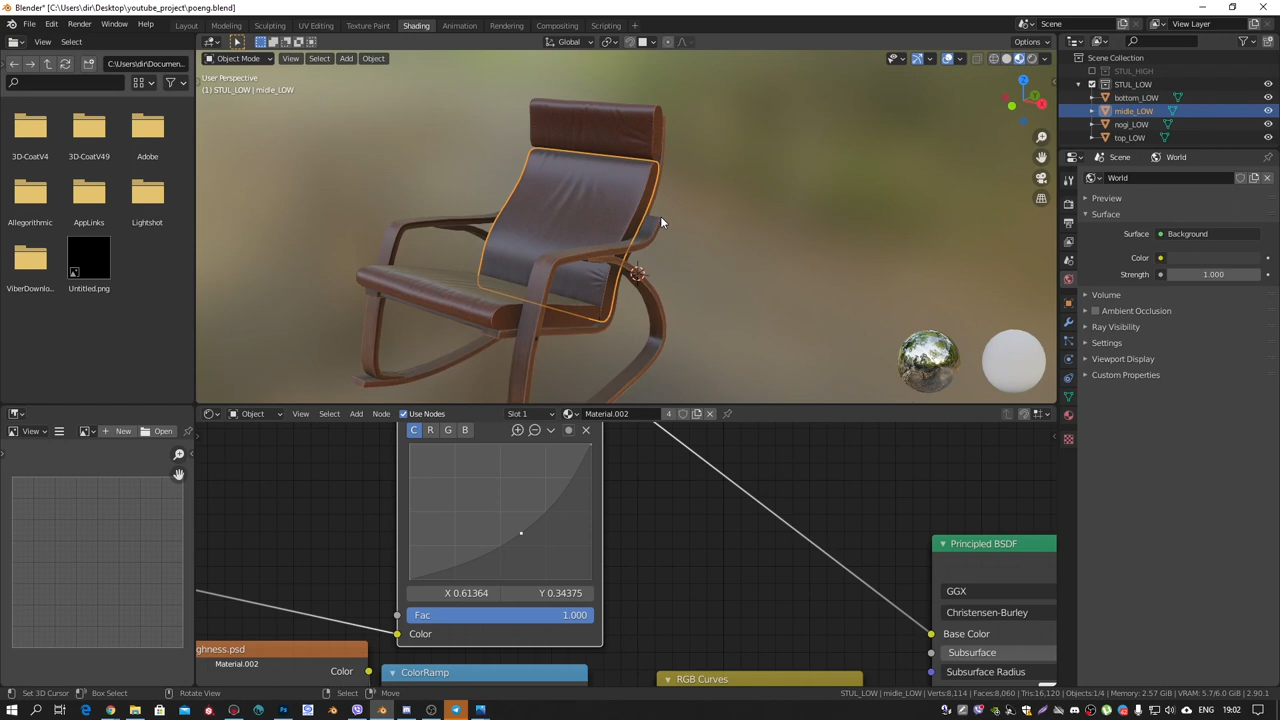 Blender* [C:\Users\dir\Desktop\youtube_project\poeng.blend]
File Edit Render Window Help Layout Modeling Sculpting UV Editing Texture Paint Shading Animation Rendering Compositing Scripting + Scene View Layer
View Select Global Options
C:\Users\dir\Documen... Object Mode View Select Add Object
User Perspective
(1) STUL_LOW | midle_LOW
3D-CoatV4 3D-CoatV49 Adobe
Allegorithmic AppLinks Lightshot
ViberDownlo... Untitled.png
Z
Y
X
Scene Collection
STUL_HIGH
STUL_LOW
bottom_LOW
midle_LOW
nogi_LOW
top_LOW
Scene World
World
Preview
Surface
Surface Background
Color
Strength 1.000
Volume
Ambient Occlusion
Ray Visibility
Settings
Viewport Display
Custom Properties
Object View Select Add Node Use Nodes Slot 1 Material.002 4
View New Open
C R G B
X 0.61364 Y 0.34375
Fac 1.000
Color
ghness.psd
Material.002
Color
ColorRamp
RGB Curves
Principled BSDF
GGX
Christensen-Burley
Base Color
Subsurface
Subsurface Radius
Set 3D Cursor Box Select Rotate View Select Move STUL_LOW | midle_LOW | Verts:8,114 | Faces:8,060 | Tris:16,120 | Objects:1/4 | Memory: 2.57 GiB | VRAM: 5.7/6.0 GiB | 2.90.1
ENG 19:02